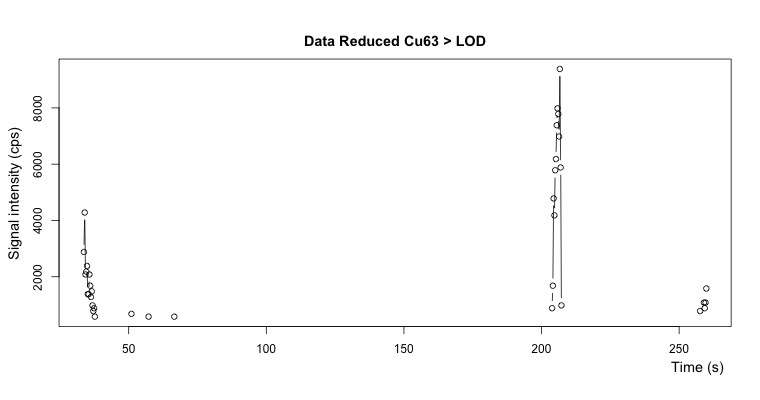 Data Reduced Cu63 > LOD
Signal intensity (cps)
8000
6000
4000
2000
50 100 150 200 250
Time (s)